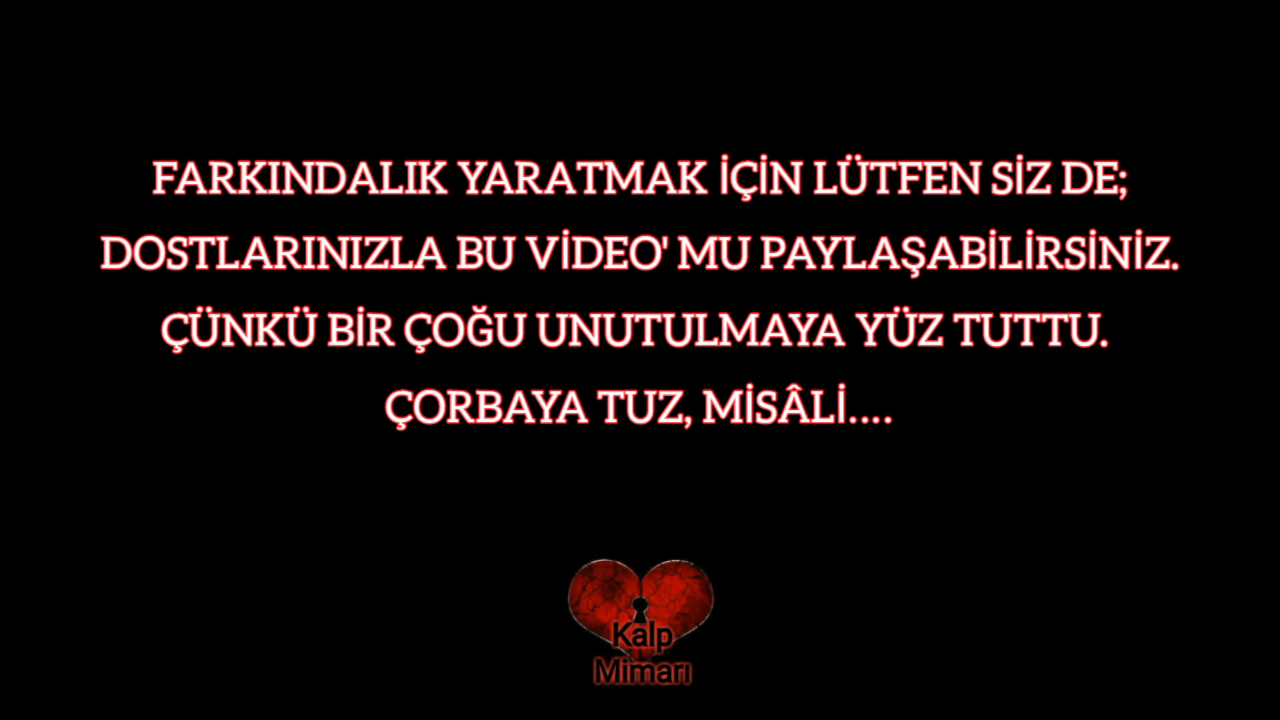 FARKINDALIK YARATMAK İÇİN LÜTFEN SİZ DE;
DOSTLARINIZLA BU VİDEO' MU PAYLAŞABİLİRSİNİZ.
ÇÜNKÜ BİR ÇOĞU UNUTULMAYA YÜZ TUTTU.
ÇORBAYA TUZ, MİSÂLİ....
Kalp
Mimarı